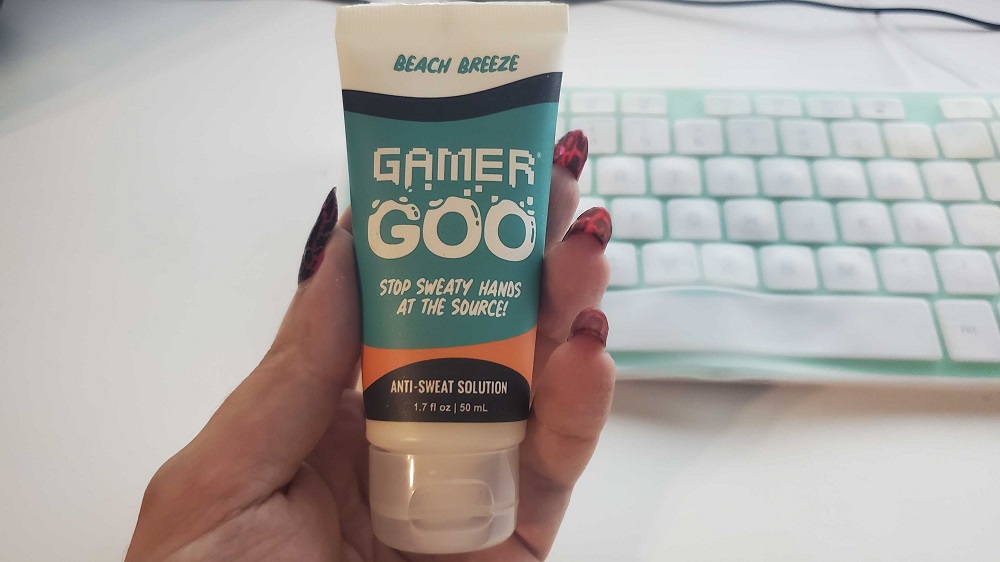 BEACH BREEZE
GAMER
GOO
STOP SWEATY HANDS
AT THE SOURCE!
ANTI-SWEAT SOLUTION
1.7 fl oz | 50 mL